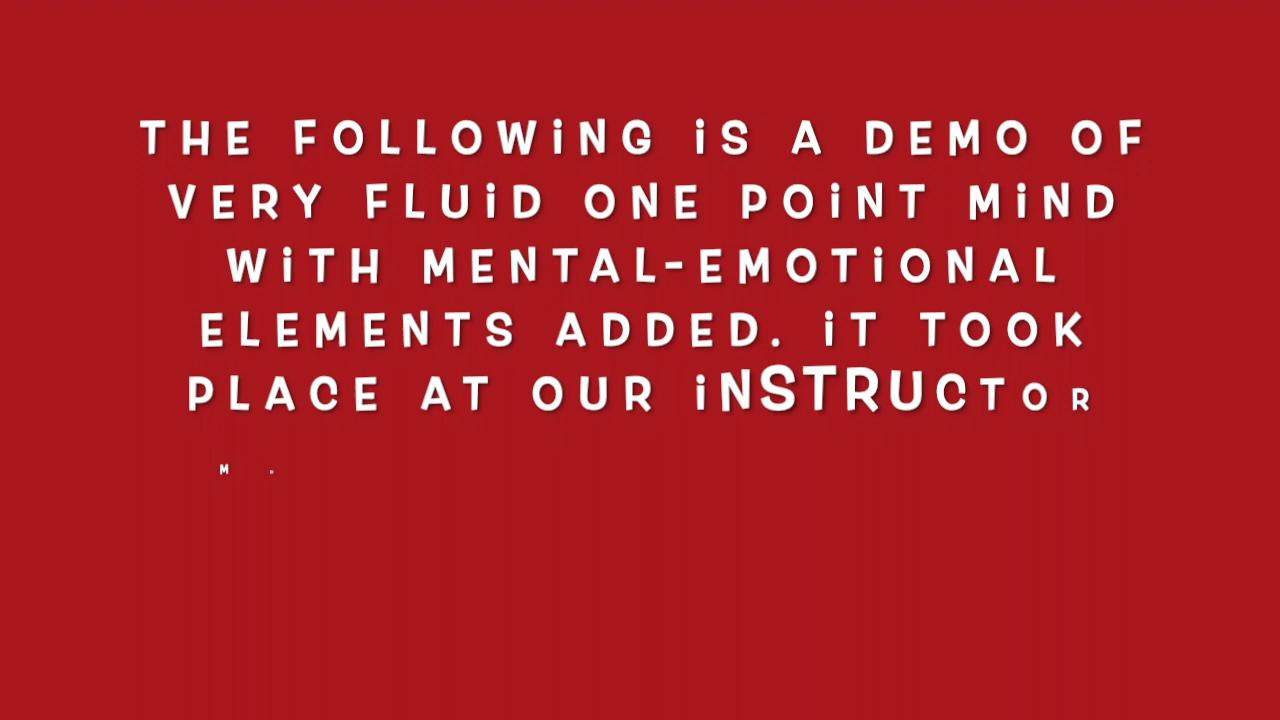 THE FOLLOWiNG iS A DEMO OF
VERY FLUiD ONE POiNT MiND
WiTH MENTAL-EMOTiONAL
ELEMENTS ADDED. iT TOOK
PLACE AT OUR iNSTRUCTOR
M